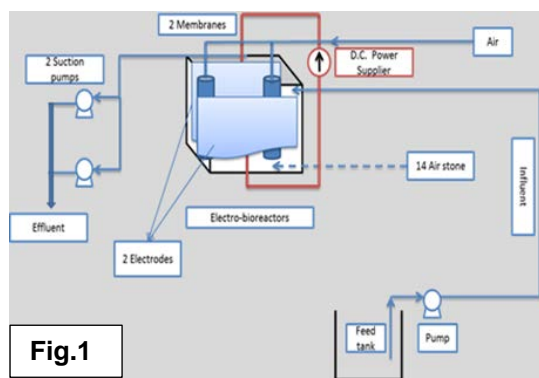 2 Membranes
Air
2 Suction
pumps
D.C. Power
Supplier
14 Air stone
Influent
Electro-bioreactors
Effluent
2 Electrodes
Feed
tank
Pump
Fig.1